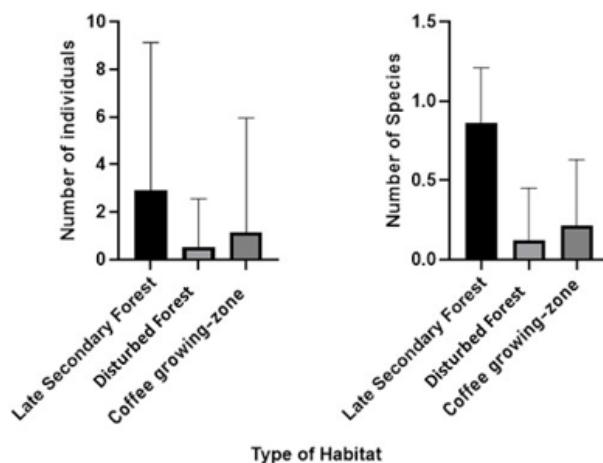 Number of individuals
10
8
6
4
2
0
Late Secondary Forest
Disturbed Forest
Coffee growing-zone
Number of Species
1.5
1.0
0.5
0.0
Late Secondary Forest
Disturbed Forest
Coffee growing-zone
Type of Habitat